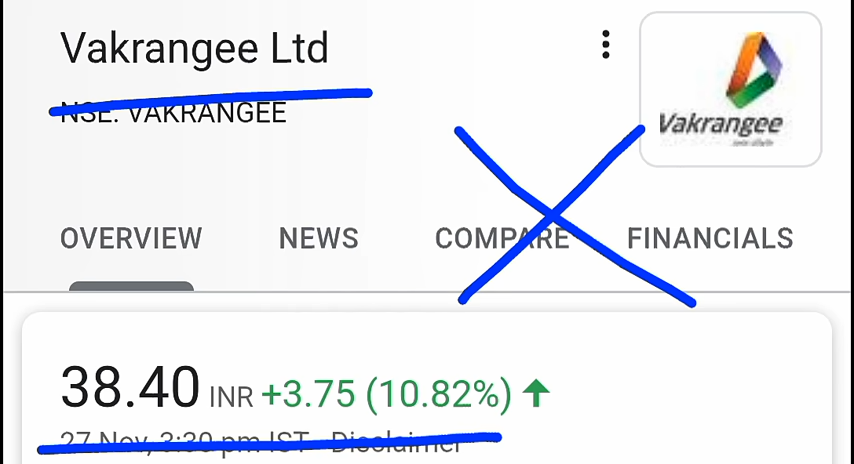 Vakrangee Ltd
NSE: VAKRANGEE
Vakrangee
OVERVIEW NEWS COMPARE FINANCIALS
38.40 INR +3.75 (10.82%)
27 Nov, 3:30 pm IST · Disclaimer